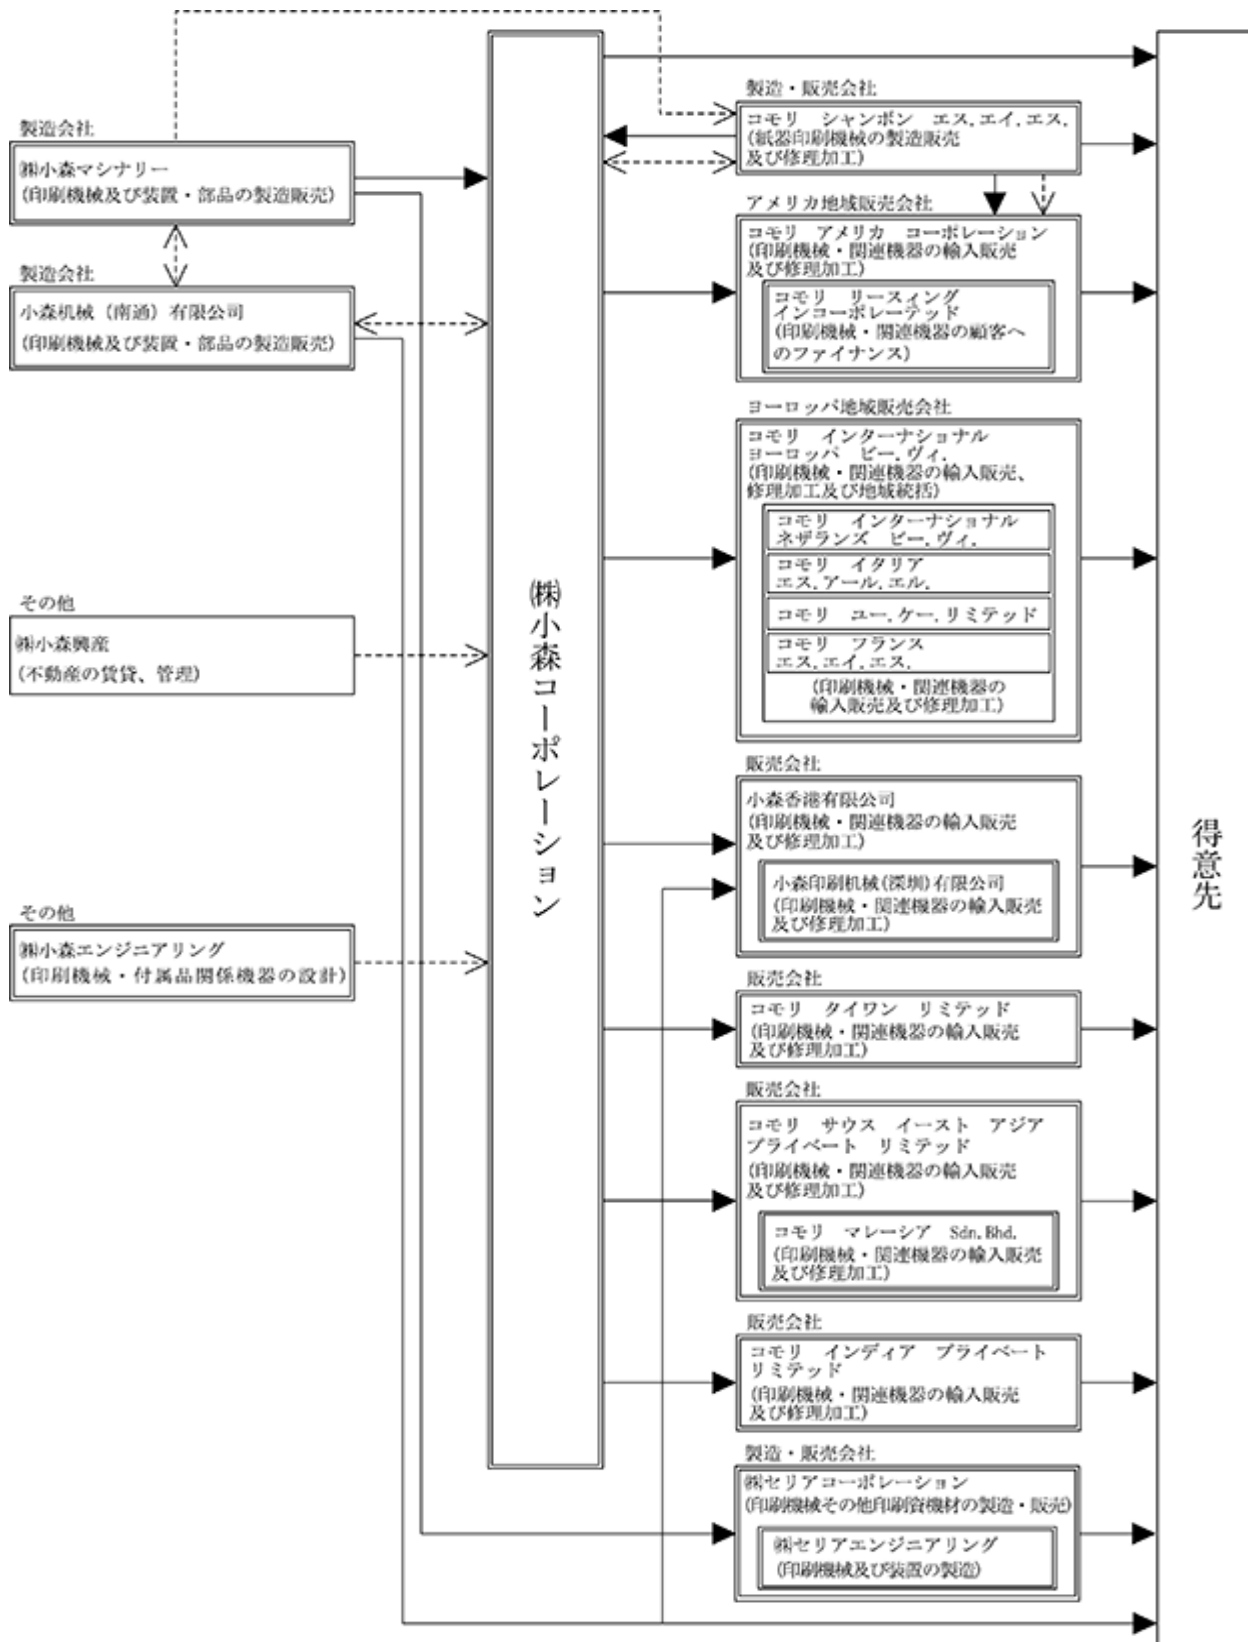 製造会社
㈱小森マシナリー
(印刷機械及び装置・部品の製造販売)
製造会社
小森机械（南通）有限公司
(印刷機械及び装置・部品の製造販売)
その他
㈱小森興産
(不動産の賃貸、管理)
その他
㈱小森エンジニアリング
(印刷機械・付属品関係機器の設計)
㈱小森コーポレーション
製造・販売会社
コモリ　シャンボン　エス.エイ.エス.
(紙器印刷機械の製造販売
及び修理加工)
アメリカ地域販売会社
コモリ　アメリカ　コーポレーション
(印刷機械・関連機器の輸入販売
及び修理加工)
コモリ　リースィング
インコーポレーテッド
(印刷機械・関連機器の顧客へ
のファイナンス)
ヨーロッパ地域販売会社
コモリ　インターナショナル
ヨーロッパ　ビー.ヴィ.
(印刷機械・関連機器の輸入販売、
修理加工及び地域統括)
コモリ　インターナショナル
ネザランズ　ビー.ヴィ.
コモリ　イタリア
エス.アール.エル.
コモリ　ユー.ケー.リミテッド
コモリ　フランス
エス.エイ.エス.
(印刷機械・関連機器の
輸入販売及び修理加工)
販売会社
小森香港有限公司
(印刷機械・関連機器の輸入販売
及び修理加工)
小森印刷机械(深圳)有限公司
(印刷機械・関連機器の輸入販売
及び修理加工)
販売会社
コモリ　タイワン　リミテッド
(印刷機械・関連機器の輸入販売
及び修理加工)
販売会社
コモリ　サウス　イースト　アジア
プライベート　リミテッド
(印刷機械・関連機器の輸入販売
及び修理加工)
コモリ　マレーシア　Sdn.Bhd.
(印刷機械・関連機器の輸入販売
及び修理加工)
販売会社
コモリ　インディア　プライベート
リミテッド
(印刷機械・関連機器の輸入販売
及び修理加工)
製造・販売会社
㈱セリアコーポレーション
(印刷機械その他印刷資機材の製造・販売)
㈱セリアエンジニアリング
(印刷機械及び装置の製造)
得意先